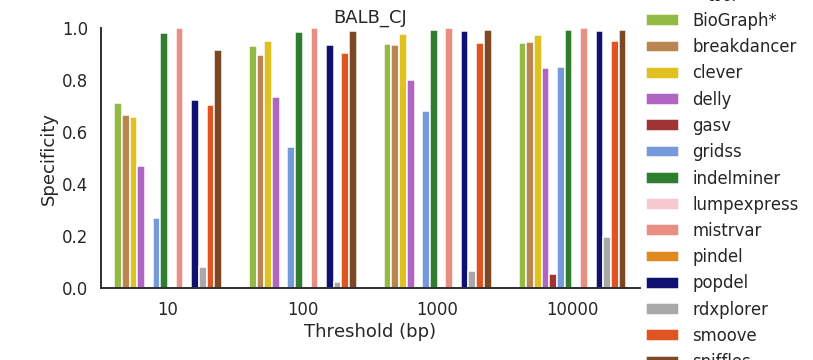 BALB_CJ
1.0
0.8
0.6
0.4
0.2
0.0
Specificity
10 100 1000 10000
Threshold (bp)
BioGraph*
breakdancer
clever
delly
gasv
gridss
indelminer
lumpexpress
mistrvar
pindel
popdel
rdxplorer
smoove
sniffles